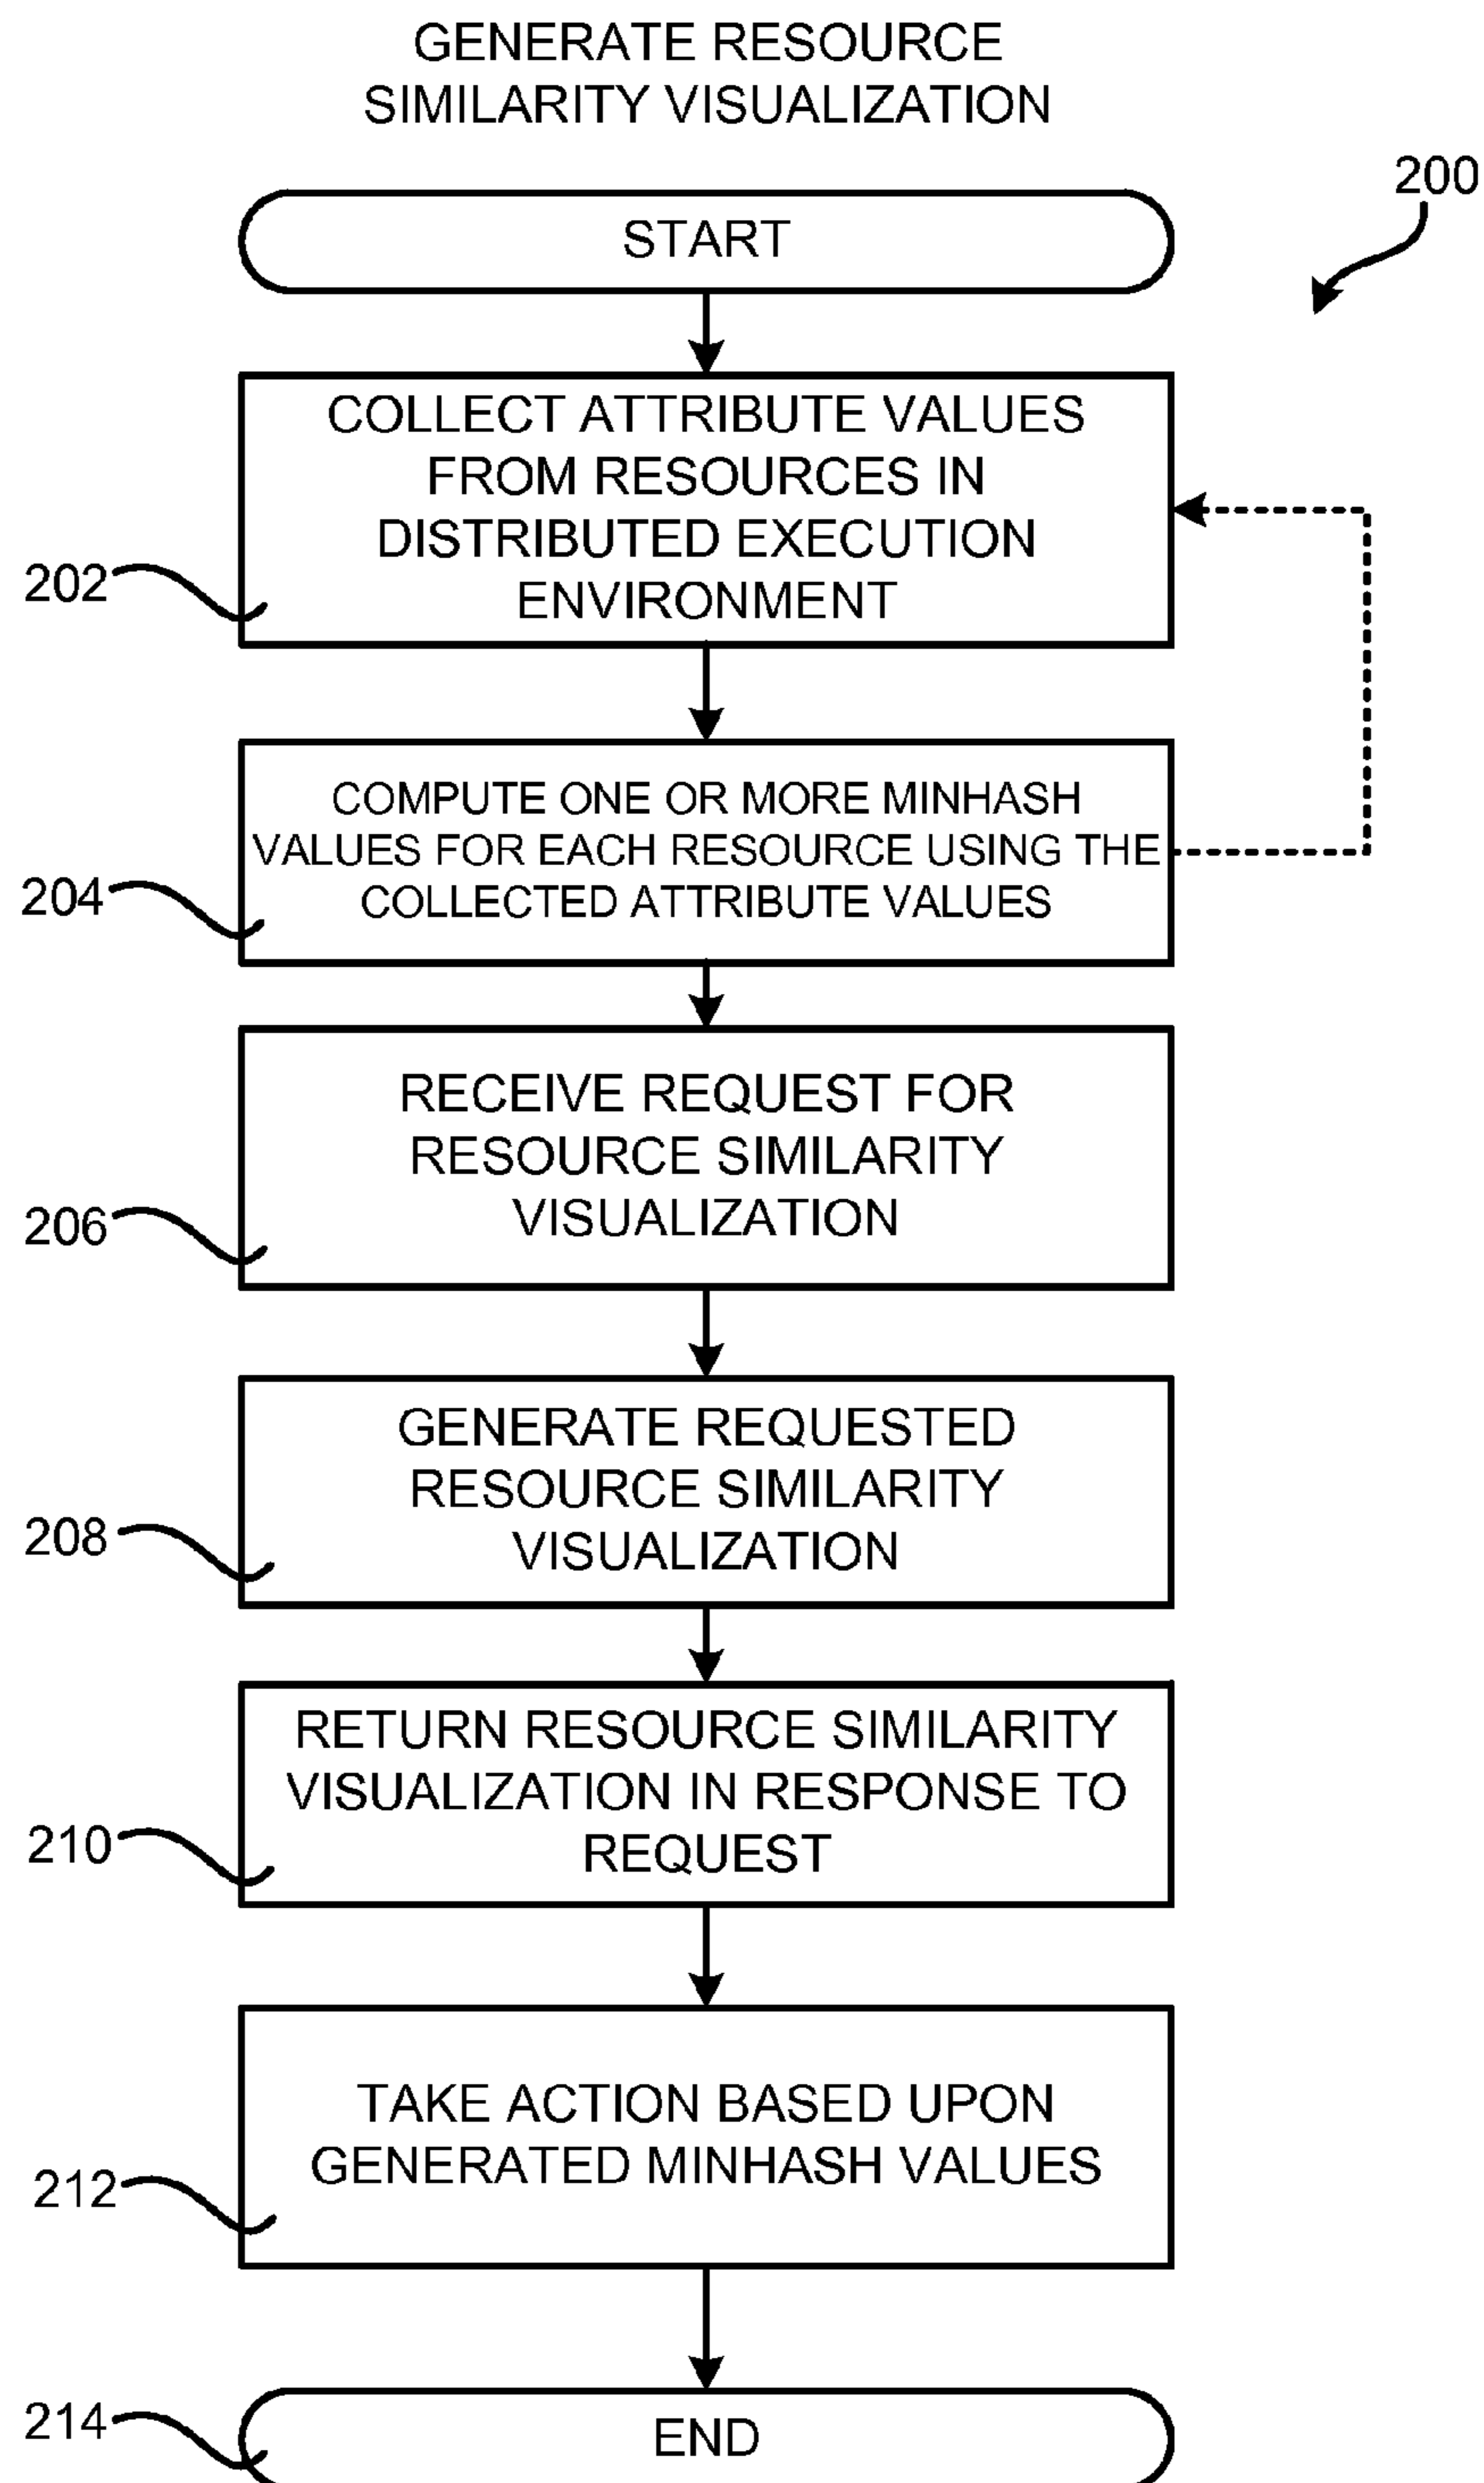 GENERATE RESOURCE
SIMILARITY VISUALIZATION
200
START
COLLECT ATTRIBUTE VALUES
FROM RESOURCES IN
DISTRIBUTED EXECUTION
ENVIRONMENT
202
COMPUTE ONE OR MORE MINHASH
VALUES FOR EACH RESOURCE USING THE
COLLECTED ATTRIBUTE VALUES
204
RECEIVE REQUEST FOR
RESOURCE SIMILARITY
VISUALIZATION
206
GENERATE REQUESTED
RESOURCE SIMILARITY
VISUALIZATION
208
RETURN RESOURCE SIMILARITY
VISUALIZATION IN RESPONSE TO
REQUEST
210
TAKE ACTION BASED UPON
GENERATED MINHASH VALUES
212
214
END